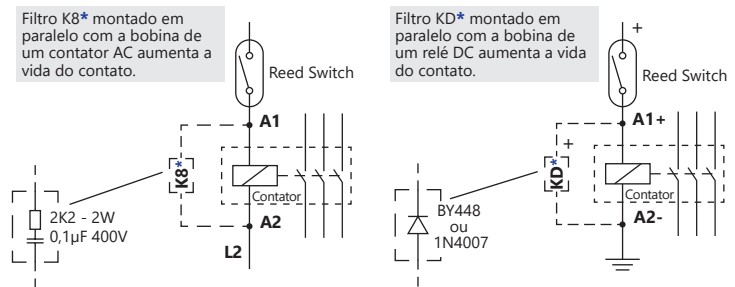 Filtro K8* montado em
paralelo com a bobina de
um contator AC aumenta a
vida do contato.
Reed Switch
A1
K8*
Contator
A2
L2
2K2 - 2W
0,1µF 400V
Filtro KD* montado em
paralelo com a bobina de
um relé DC aumenta a vida
do contato.
+
Reed Switch
A1+
+
KD*
Contator
A2-
BY448
ou
1N4007